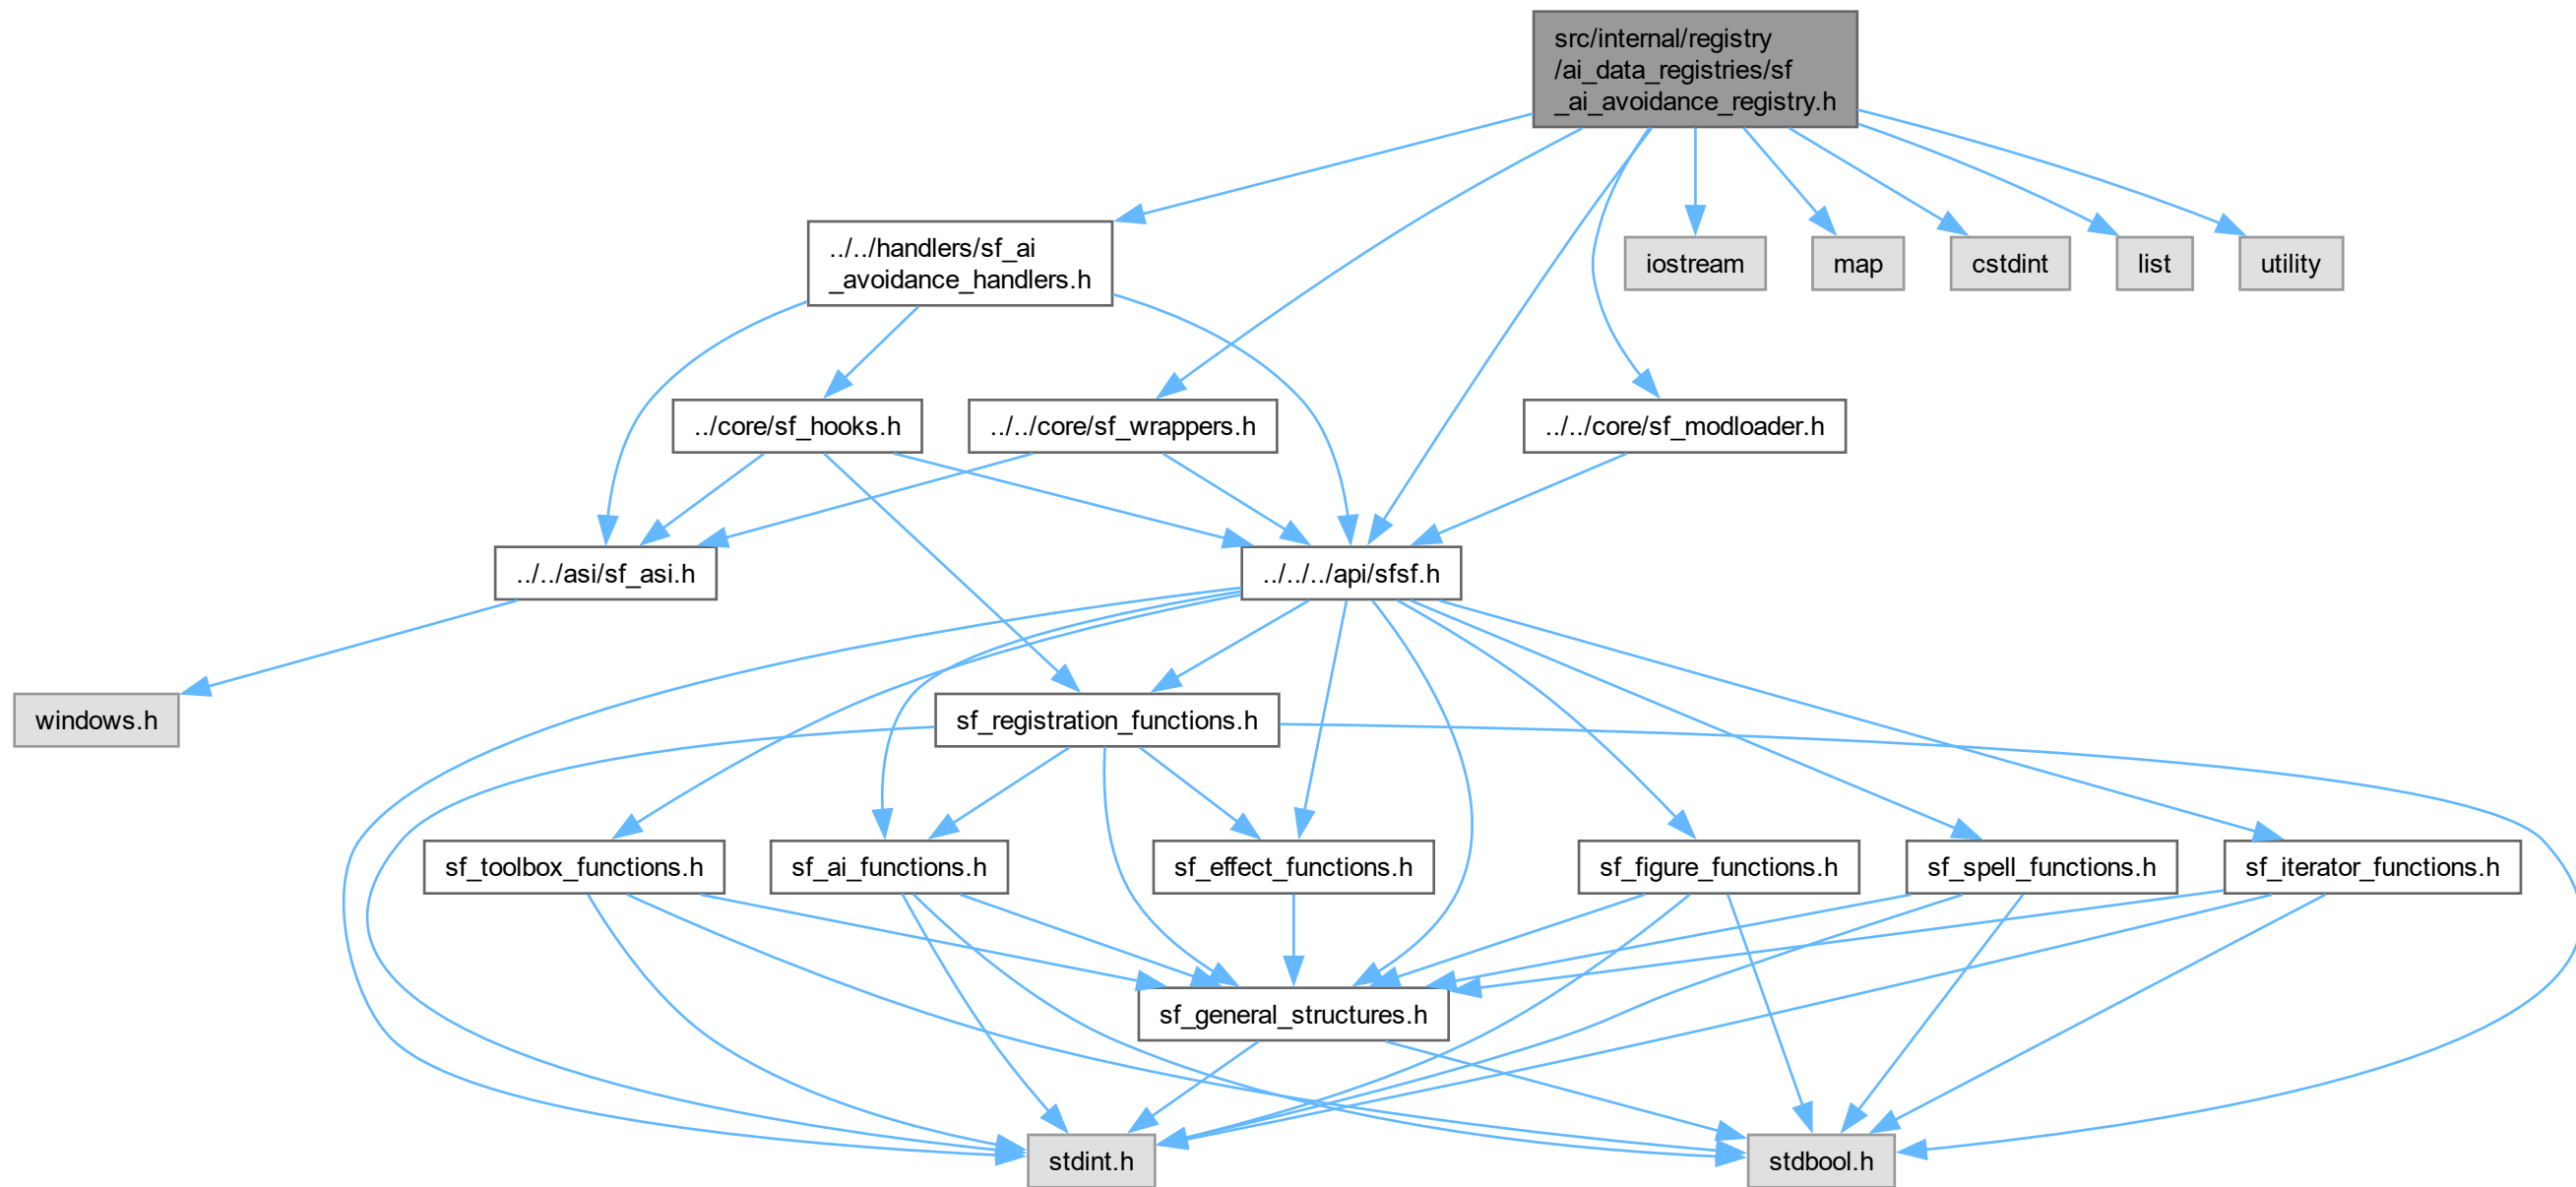 src/internal/registry
/ai_data_registries/sf
_ai_avoidance_registry.h
../../handlers/sf_ai
_avoidance_handlers.h
iostream
map
cstdint
list
utility
../core/sf_hooks.h
../../core/sf_wrappers.h
../../core/sf_modloader.h
../../asi/sf_asi.h
../../../api/sfsf.h
windows.h
sf_registration_functions.h
sf_toolbox_functions.h
sf_ai_functions.h
sf_effect_functions.h
sf_figure_functions.h
sf_spell_functions.h
sf_iterator_functions.h
sf_general_structures.h
stdint.h
stdbool.h